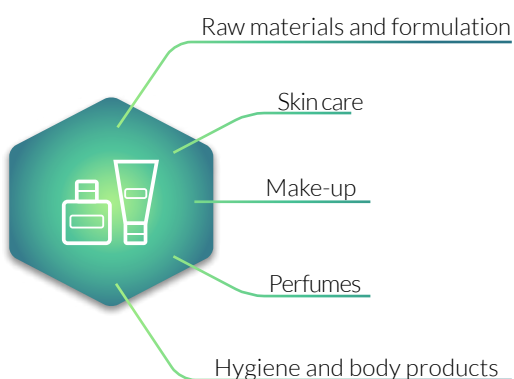 Raw materials and formulation
Skin care
Make-up
Perfumes
Hygiene and body products